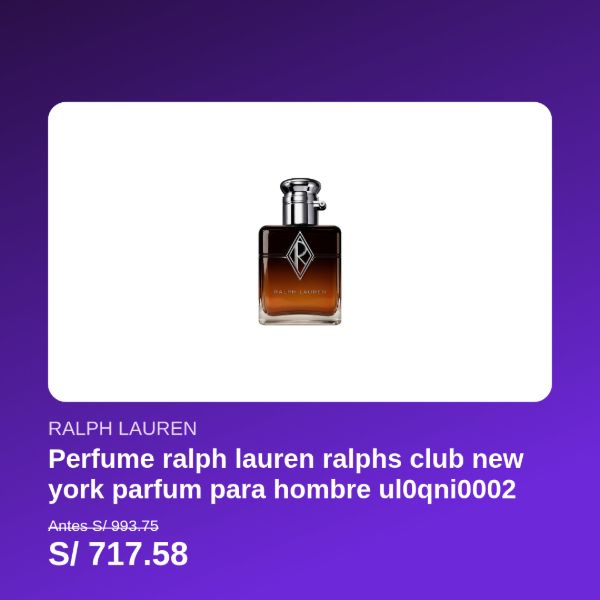 R
RALPH LAUREN
RALPH LAUREN
Perfume ralph lauren ralphs club new
york parfum para hombre ul0qni0002
Antes S/ 993.75
S/ 717.58